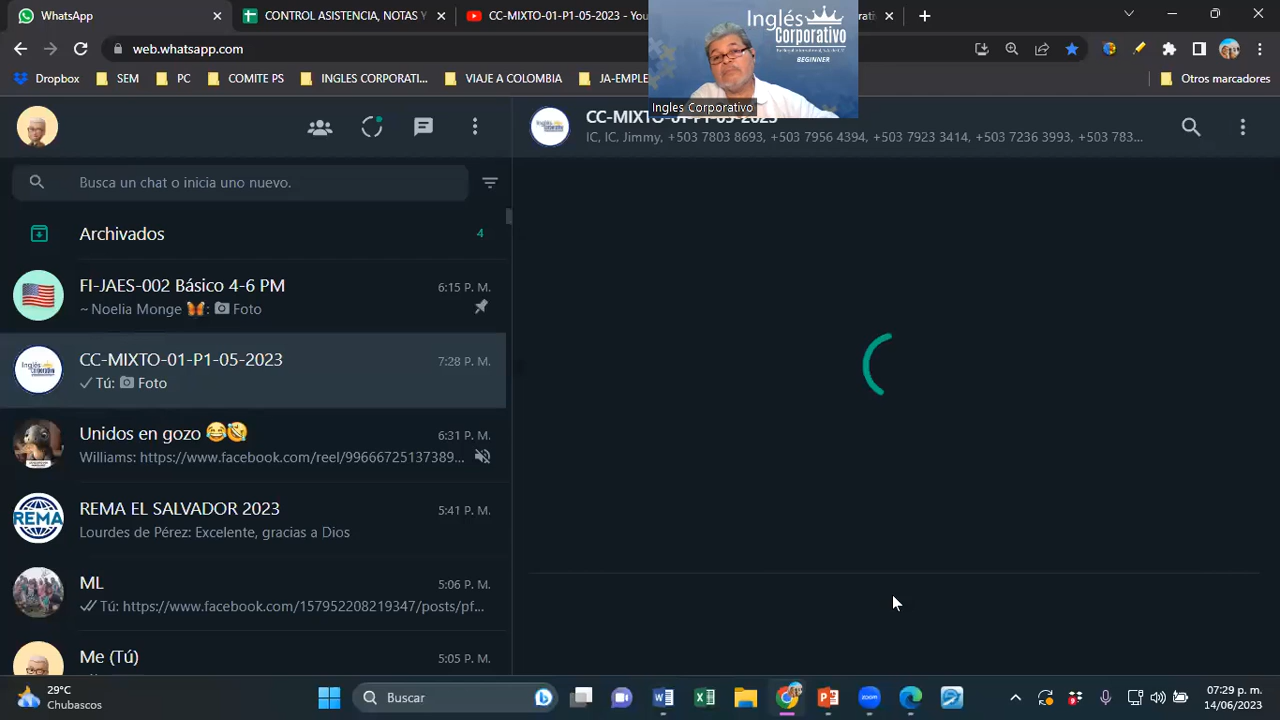 WhatsApp
CONTROL ASISTENCIA, NOTAS Y
CC-MIXTO-01-P1-05-2023 - You
web.whatsapp.com
Dropbox
SEM
PC
COMITE PS
INGLES CORPORATI...
VIAJE A COLOMBIA
JA-EMPLE
Otros marcadores
Inglés
Corporativo
BEGINNER
Ingles Corporativo
CC-MIXTO-01-P1-05-2023
IC, IC, Jimmy, +503 7803 8693, +503 7956 4394, +503 7923 3414, +503 7236 3993, +503 783...
Busca un chat o inicia uno nuevo.
Archivados
4
FI-JAES-002 Básico 4-6 PM
6:15 P. M.
~ Noelia Monge 🦋: Foto
CC-MIXTO-01-P1-05-2023
7:28 P. M.
Tú: Foto
Unidos en gozo 😂🤣
6:31 P. M.
Williams: https://www.facebook.com/reel/99666725137389...
REMA
REMA EL SALVADOR 2023
5:41 P. M.
Lourdes de Pérez: Excelente, gracias a Dios
ML
5:06 P. M.
Tú: https://www.facebook.com/157952208219347/posts/pf...
Me (Tú)
5:05 P. M.
29°C
Chubascos
Buscar
07:29 p. m.
14/06/2023